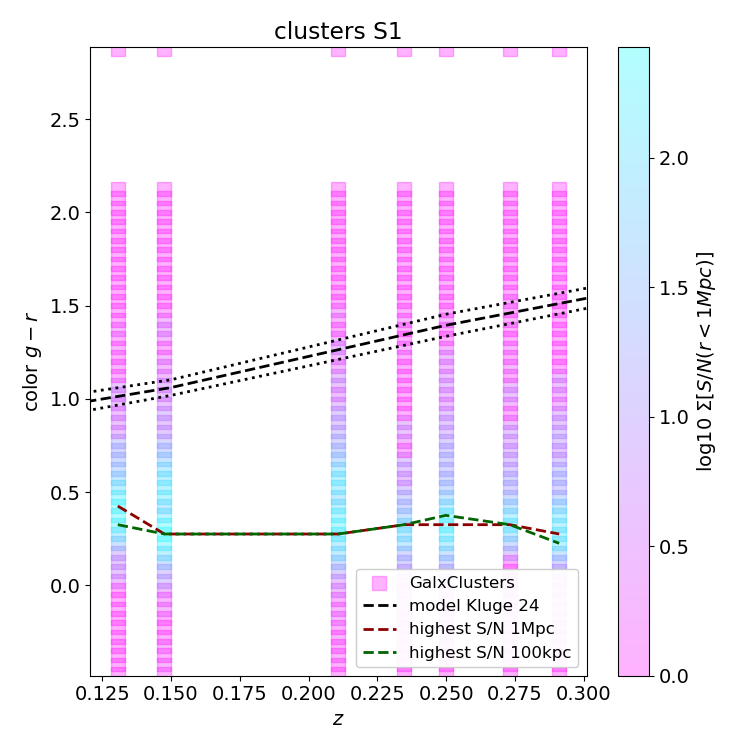 clusters S1
2.5
2.0
1.5
1.0
0.5
0.0
color g − r
0.125
0.150
0.175
0.200
0.225
0.250
0.275
0.300
z
GalxClusters
model Kluge 24
highest S/N 1Mpc
highest S/N 100kpc
2.0
1.5
1.0
0.5
0.0
log10 Σ[S/N(r < 1Mpc)]